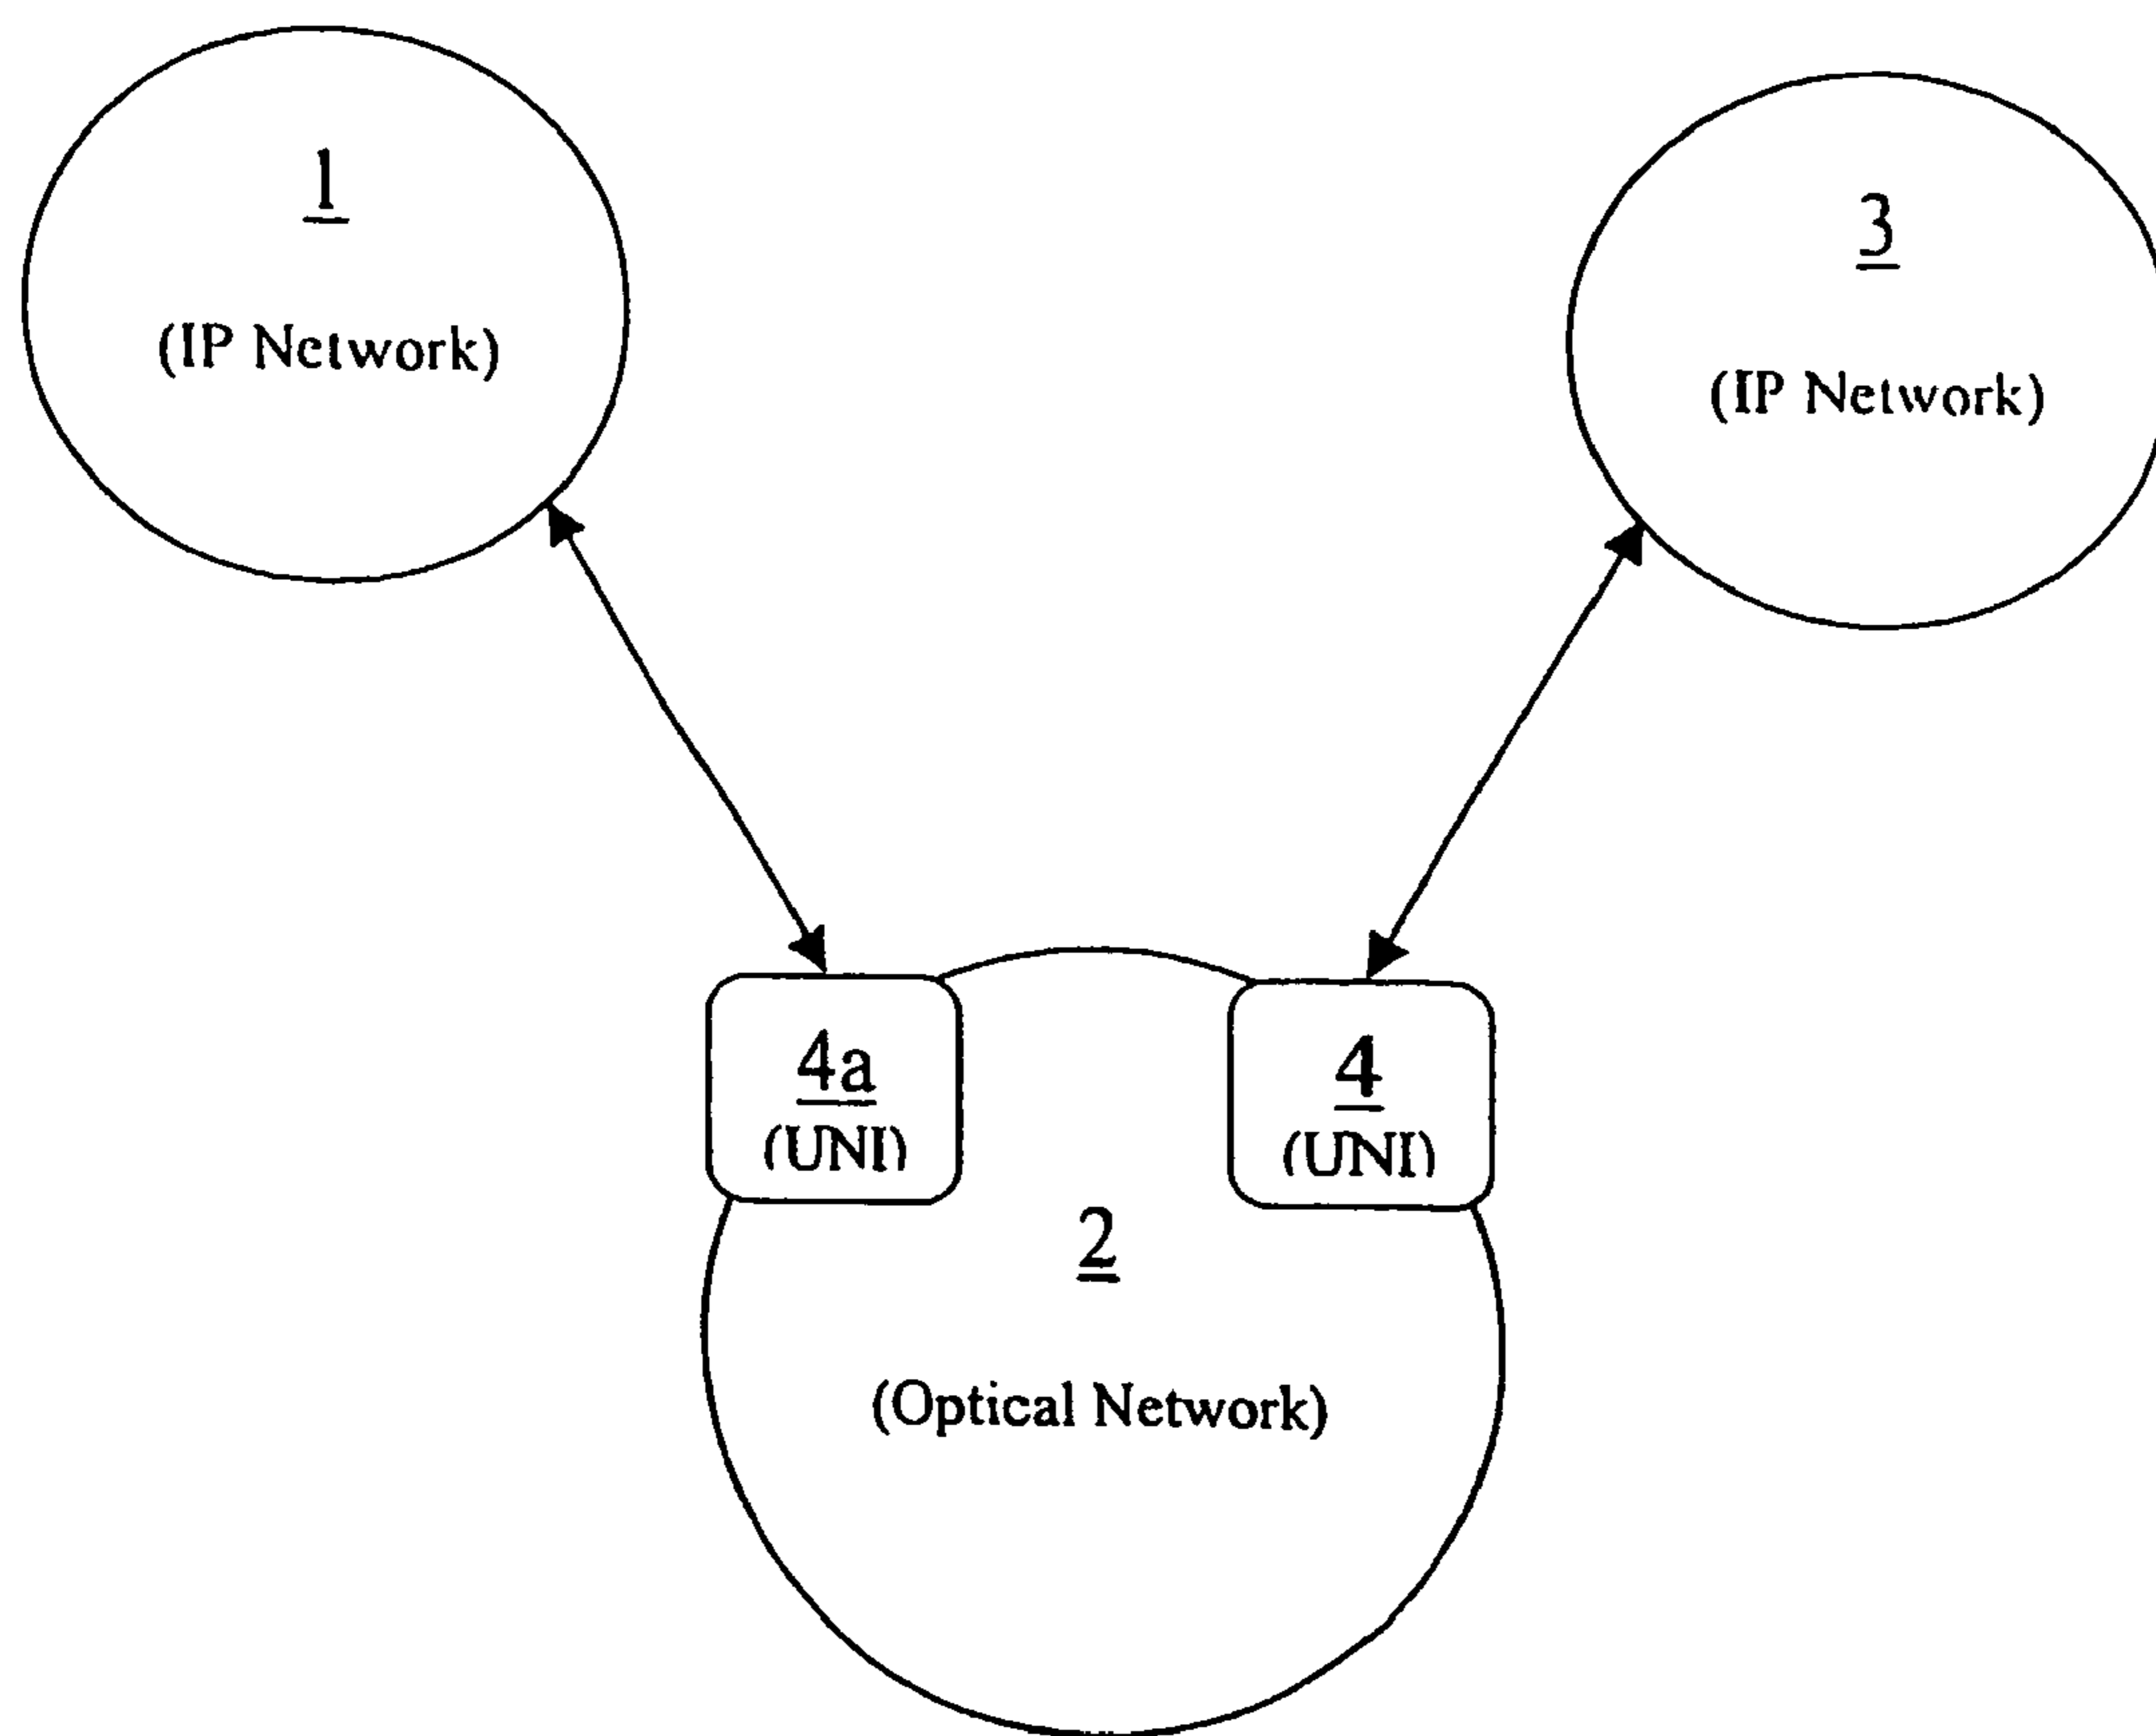 1
(IP Network)
3
(IP Network)
4a
(UNI)
4
(UNI)
2
(Optical Network)